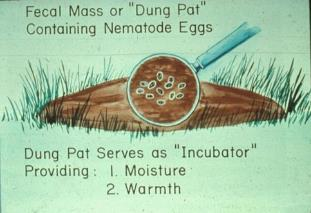 Fecal Mass or "Dung Pat"
Containing Nematode Eggs
Dung Pat Serves as "Incubator"
Providing: 1. Moisture
2. Warmth